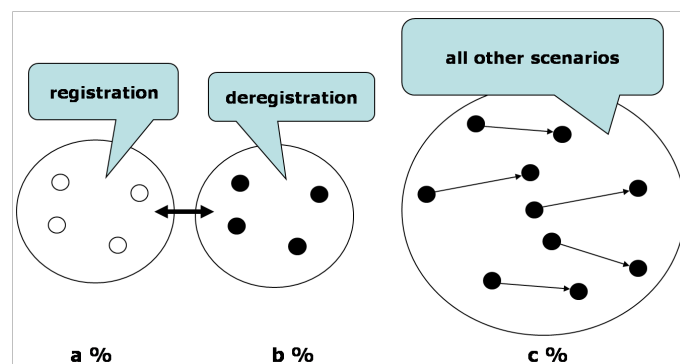 registration
deregistration
all other scenarios
a %
b %
c %